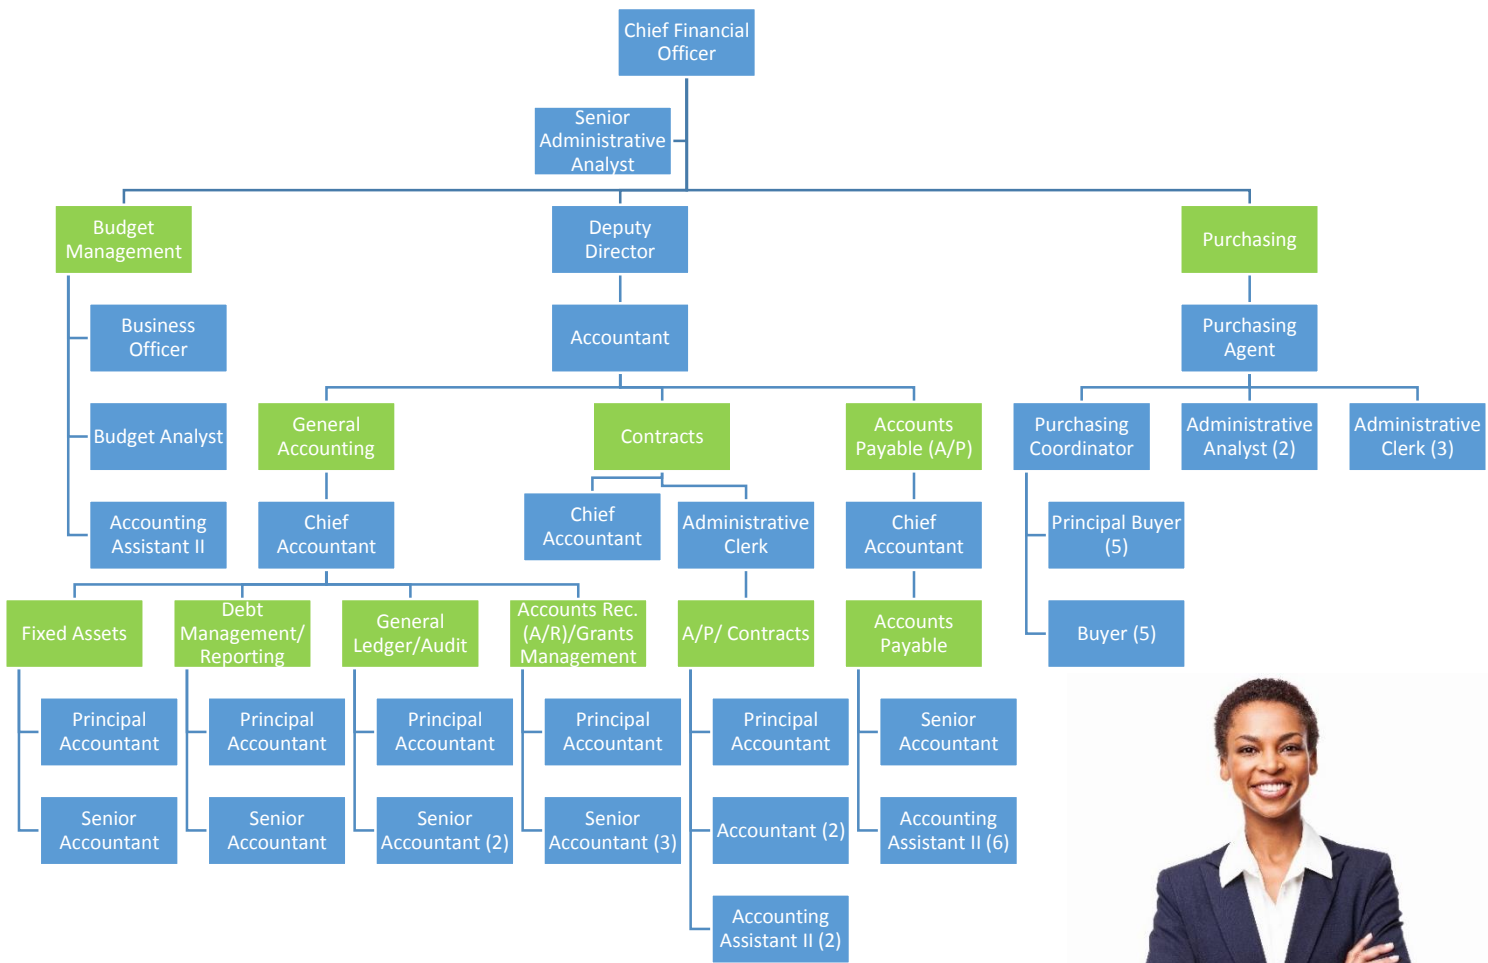 Chief Financial
Officer
Senior
Administrative
Analyst
Budget
Management
Deputy
Director
Purchasing
Business
Officer
Accountant
Purchasing
Agent
Budget Analyst
General
Accounting
Contracts
Accounts
Payable (A/P)
Purchasing
Coordinator
Administrative
Analyst (2)
Administrative
Clerk (3)
Accounting
Assistant II
Chief
Accountant
Chief
Accountant
Administrative
Clerk
Chief
Accountant
Principal Buyer
(5)
Fixed Assets
Debt
Management/
Reporting
General
Ledger/Audit
Accounts Rec.
(A/R)/Grants
Management
A/P/ Contracts
Accounts
Payable
Buyer (5)
Principal
Accountant
Principal
Accountant
Principal
Accountant
Principal
Accountant
Principal
Accountant
Senior
Accountant
Senior
Accountant
Senior
Accountant
Senior
Accountant (2)
Senior
Accountant (3)
Accountant (2)
Accounting
Assistant II (6)
Accounting
Assistant II (2)